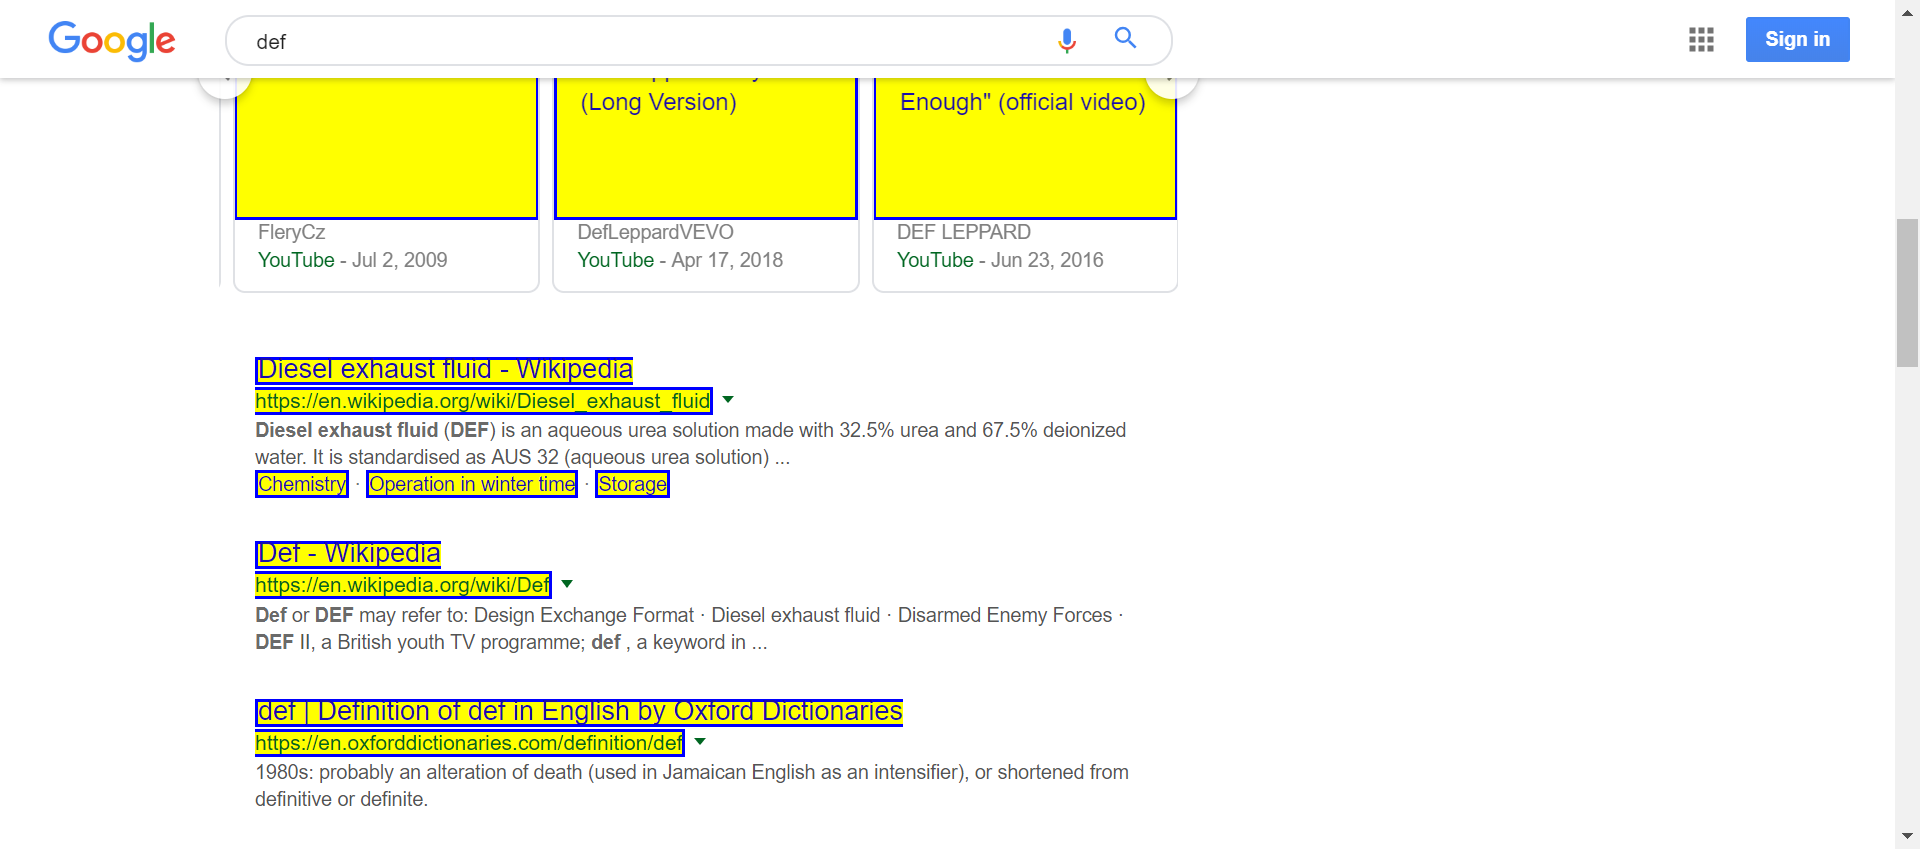 Google
def
Sign in
(Long Version)
Enough" (official video)
FleryCz
YouTube - Jul 2, 2009
DefLeppardVEVO
YouTube - Apr 17, 2018
DEF LEPPARD
YouTube - Jun 23, 2016
Diesel exhaust fluid - Wikipedia
https://en.wikipedia.org/wiki/Diesel_exhaust_fluid
Diesel exhaust fluid (DEF) is an aqueous urea solution made with 32.5% urea and 67.5% deionized
water. It is standardised as AUS 32 (aqueous urea solution) ...
Chemistry · Operation in winter time · Storage
Def - Wikipedia
https://en.wikipedia.org/wiki/Def
Def or DEF may refer to: Design Exchange Format · Diesel exhaust fluid · Disarmed Enemy Forces ·
DEF II, a British youth TV programme; def , a keyword in ...
def | Definition of def in English by Oxford Dictionaries
https://en.oxforddictionaries.com/definition/def
1980s: probably an alteration of death (used in Jamaican English as an intensifier), or shortened from
definitive or definite.